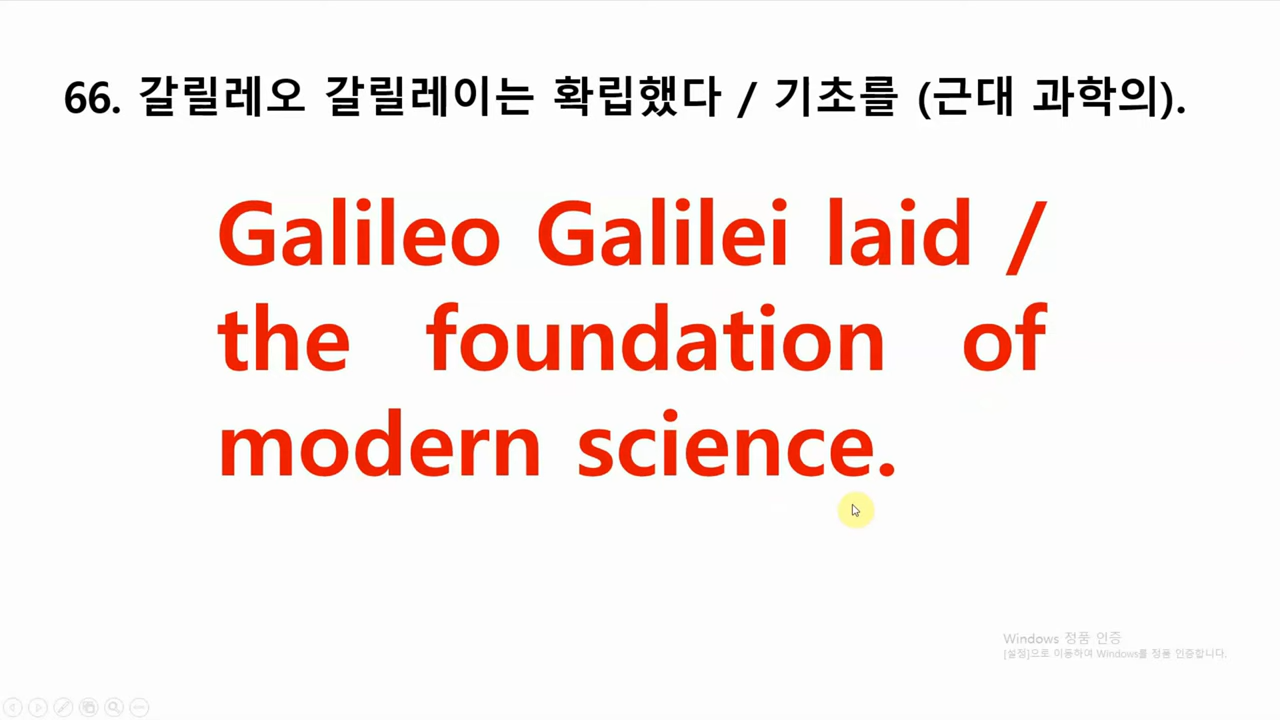 66. 갈릴레오 갈릴레이는 확립했다 / 기초를 (근대 과학의).
Galileo Galilei laid /
the foundation of
modern science.
Windows 정품 인증
[설정]으로 이동하여 Windows를 정품 인증합니다.